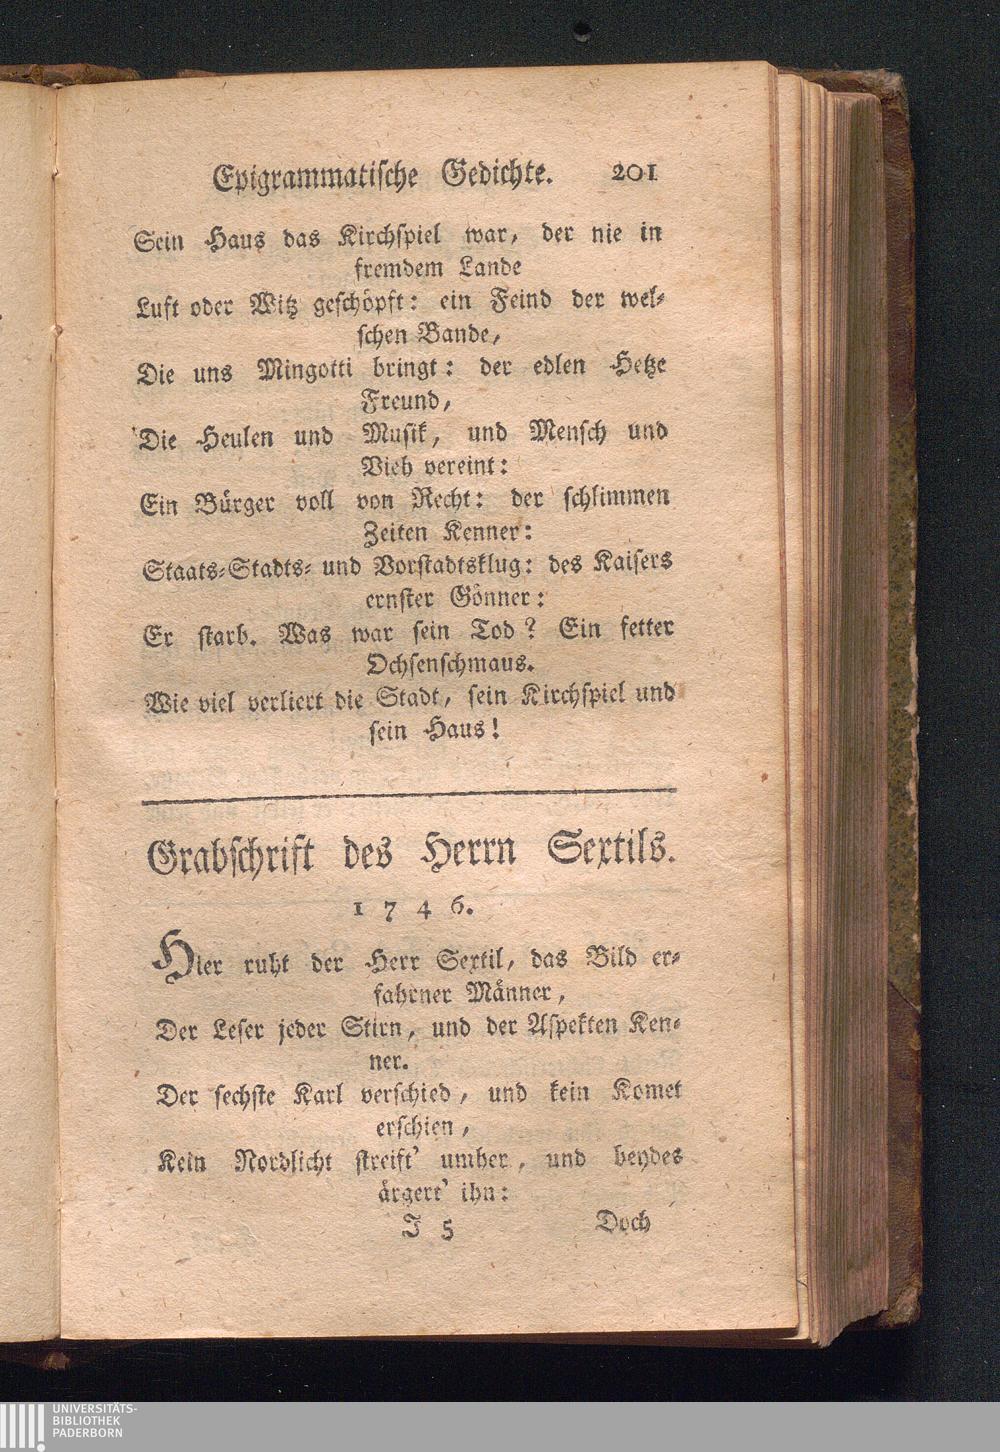 Epigrammatiſche Gedichte. 201
Sein Haus das Kirchſpiel war, der nie in
fremdem Lande
Luft oder Witz geſchöpft: ein Feind der wel-
ſchen Bande,
Die uns Mingotti bringt: der edlen Hetze
Freund,
Die Heulen und Muſik, und Menſch und
Vieh vereint:
Ein Bürger voll von Recht: der ſchlimmen
Zeiten Kenner:
Staats-Stadts- und Vorſtadtsklug: des Kaiſers
ernſter Gönner:
Er ſtarb. Was war ſein Tod? Ein fetter
Ochſenſchmaus.
Wie viel verliert die Stadt, ſein Kirchſpiel und
ſein Haus!
Grabſchrift des Herrn Sextils.
1746.
Hier ruht der Herr Sextil, das Bild er-
fahrner Männer,
Der Leſer jeder Stirn, und der Aſpekten Ken-
ner.
Der ſechſte Karl verſchied, und kein Komet
erſchien,
Kein Nordlicht ſtreift’ umher, und beydes
ärgert’ ihn:
J 5 Doch
UNIVERSITÄTS-
BIBLIOTHEK
PADERBORN